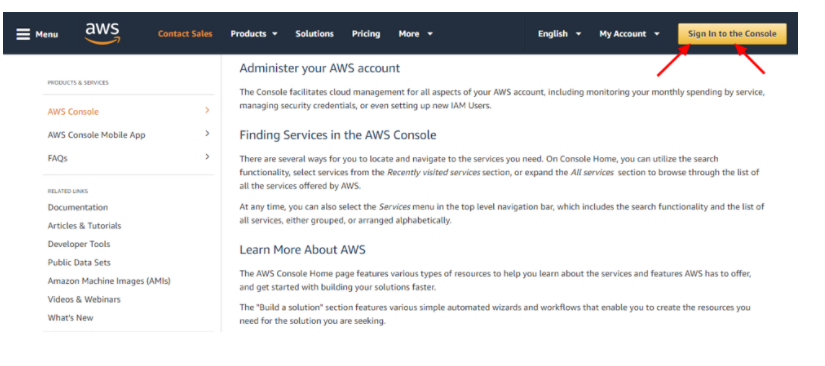 Menu
aws
Contact Sales
Products
Solutions
Pricing
More
English
My Account
Sign In to the Console
PRODUCTS & SERVICES
AWS Console
AWS Console Mobile App
FAQs
RELATED LINKS
Documentation
Articles & Tutorials
Developer Tools
Public Data Sets
Amazon Machine Images (AMIs)
Videos & Webinars
What's New
Administer your AWS account
The Console facilitates cloud management for all aspects of your AWS account, including monitoring your monthly spending by service,
managing security credentials, or even setting up new IAM Users.
Finding Services in the AWS Console
There are several ways for you to locate and navigate to the services you need. On Console Home, you can utilize the search
functionality, select services from the Recently visited services section, or expand the All services section to browse through the list of
all the services offered by AWS.
At any time, you can also select the Services menu in the top level navigation bar, which includes the search functionality and the list of
all services, either grouped, or arranged alphabetically.
Learn More About AWS
The AWS Console Home page features various types of resources to help you learn about the services and features AWS has to offer,
and get started with building your solutions faster.
The "Build a solution" section features various simple automated wizards and workflows that enable you to create the resources you
need for the solution you are seeking.